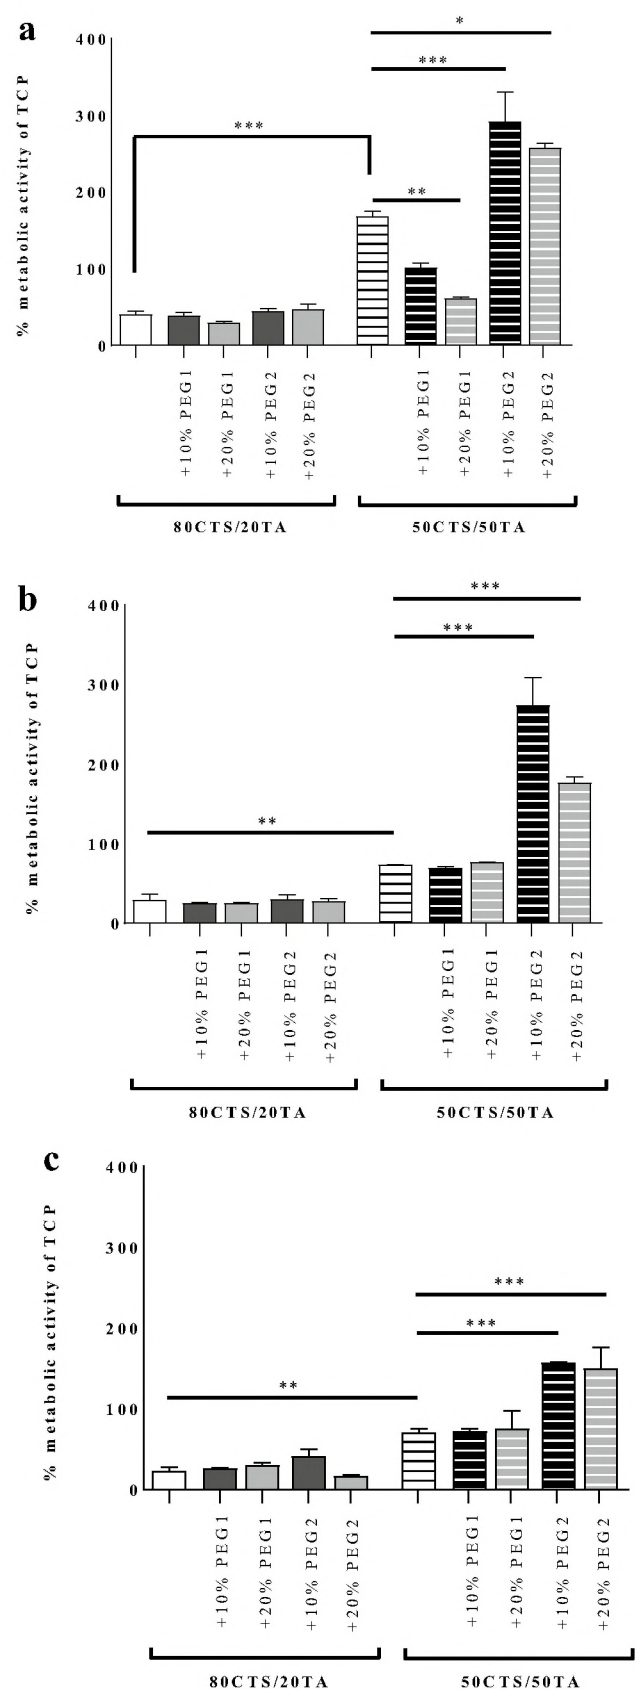 a
% metabolic activity of TCP
400
300
200
100
0
*
***
***
**
+10% PEG1
+20% PEG1
+10% PEG2
+20% PEG2
+10% PEG1
+20% PEG1
+10% PEG2
+20% PEG2
80CTS/20TA
50CTS/50TA
b
% metabolic activity of TCP
400
300
200
100
0
***
***
**
+10% PEG1
+20% PEG1
+10% PEG2
+20% PEG2
+10% PEG1
+20% PEG1
+10% PEG2
+20% PEG2
80CTS/20TA
50CTS/50TA
c
% metabolic activity of TCP
400
300
200
100
0
***
***
**
+10% PEG1
+20% PEG1
+10% PEG2
+20% PEG2
+10% PEG1
+20% PEG1
+10% PEG2
+20% PEG2
80CTS/20TA
50CTS/50TA